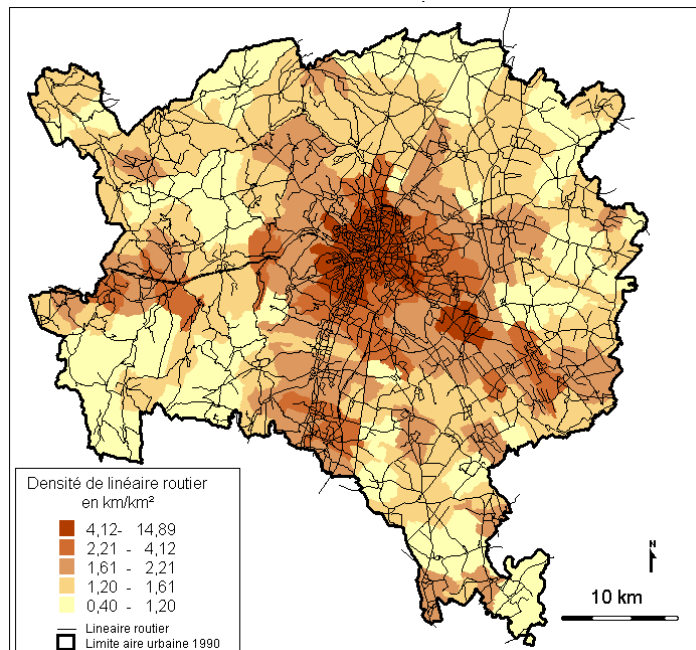 Densité de linéaire routier
en km/km²
4,12- 14,89
2,21 - 4,12
1,61 - 2,21
1,20 - 1,61
0,40 - 1,20
Lineaire routier
Limite aire urbaine 1990
N
10 km